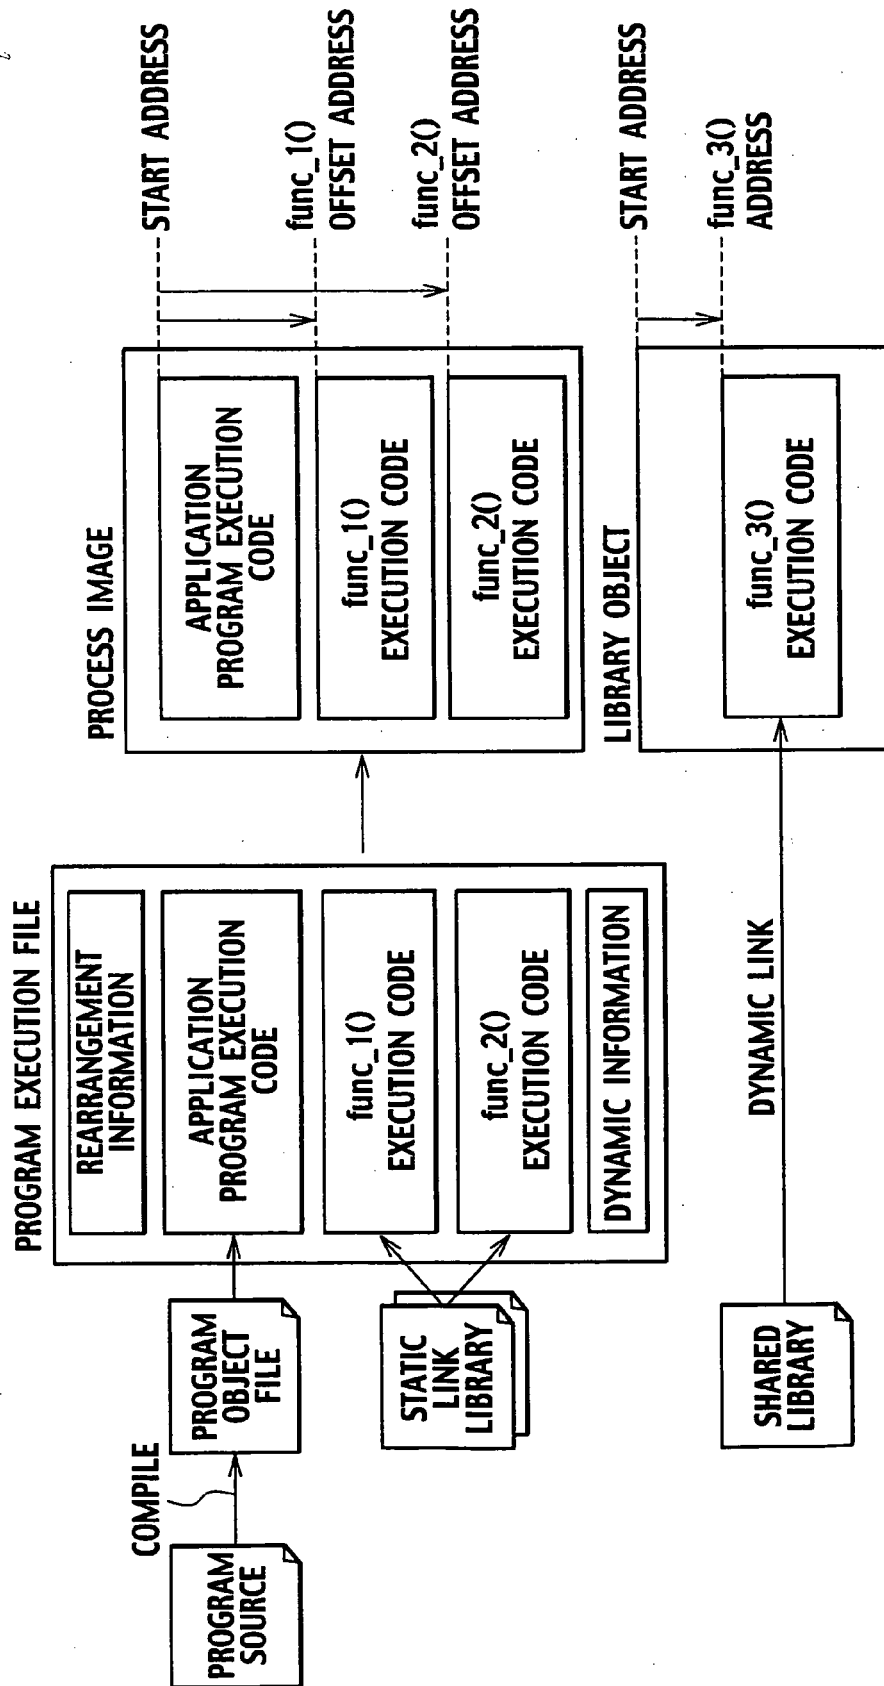 PROGRAM
SOURCE
COMPILE
PROGRAM
OBJECT
FILE
STATIC
LINK
LIBRARY
SHARED
LIBRARY
PROGRAM EXECUTION FILE
REARRANGEMENT
INFORMATION
APPLICATION
PROGRAM EXECUTION
CODE
func_1()
EXECUTION CODE
func_2()
EXECUTION CODE
DYNAMIC INFORMATION
DYNAMIC LINK
PROCESS IMAGE
APPLICATION
PROGRAM EXECUTION
CODE
func_1()
EXECUTION CODE
func_2()
EXECUTION CODE
LIBRARY OBJECT
func_3()
EXECUTION CODE
START ADDRESS
func_1()
OFFSET ADDRESS
func_2()
OFFSET ADDRESS
START ADDRESS
func_3()
ADDRESS